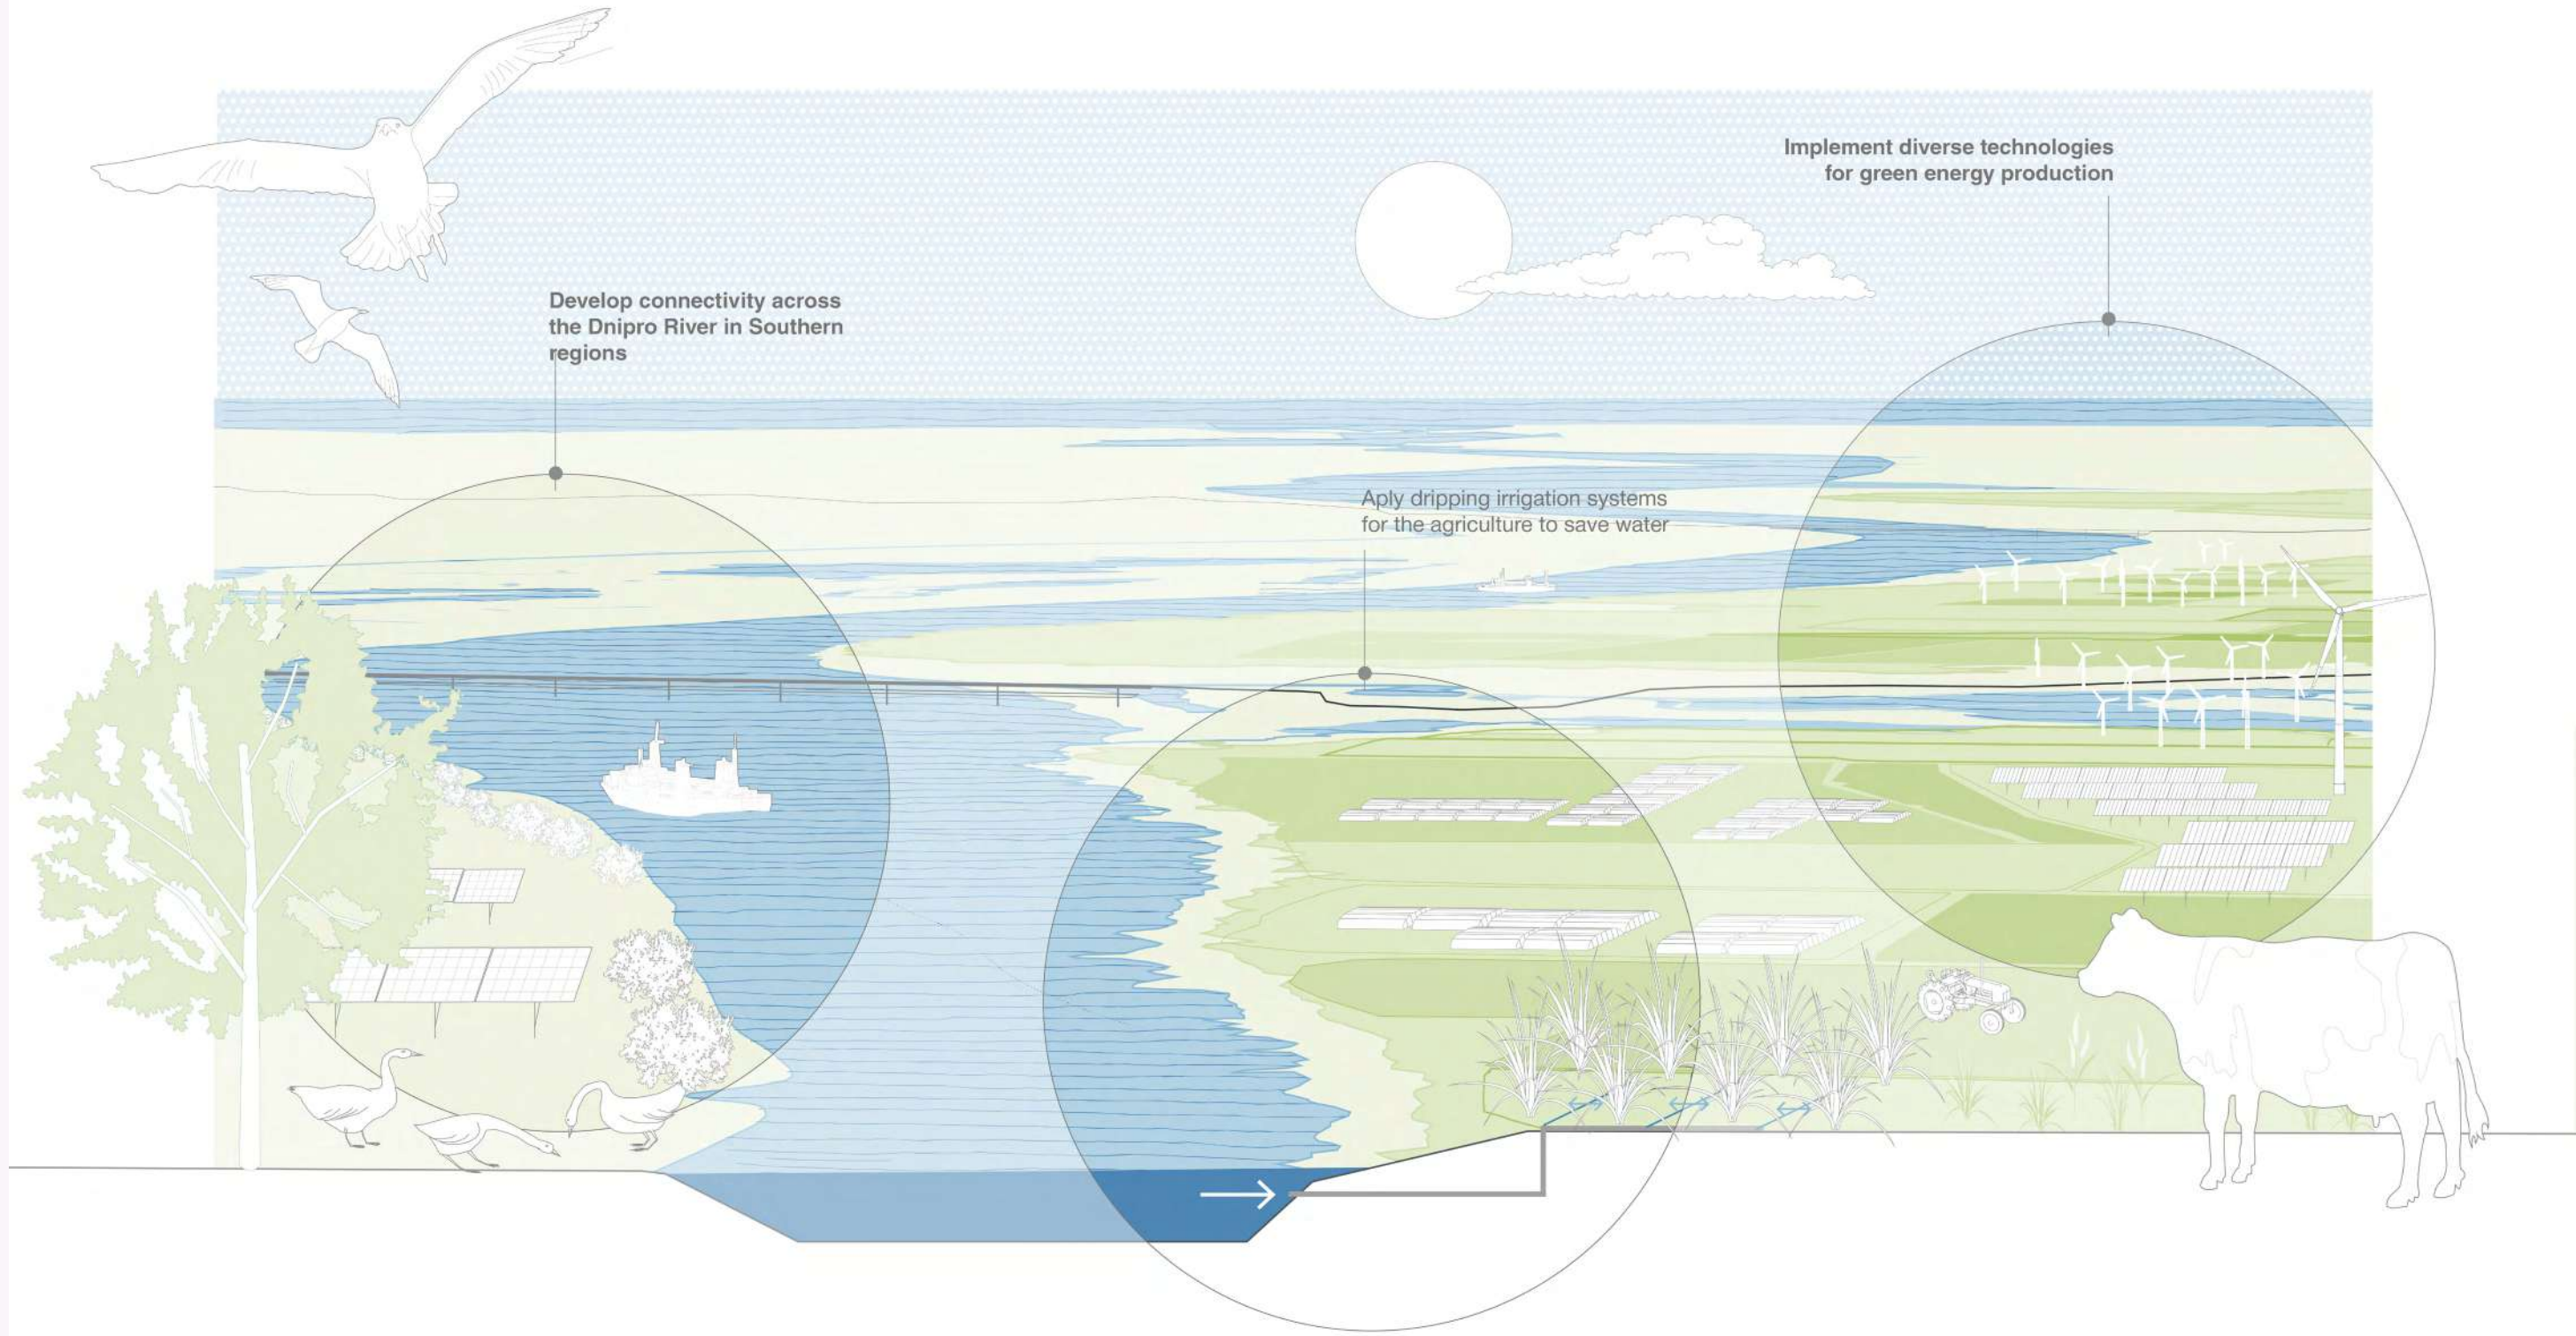 Implement diverse technologies
for green energy production
Develop connectivity across
the Dnipro River in Southern
regions
Aply dripping irrigation systems
for the agriculture to save water